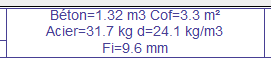 Béton=1.32 m3 Cof=3.3 m²
Acier=31.7 kg d=24.1 kg/m3
Fi=9.6 mm